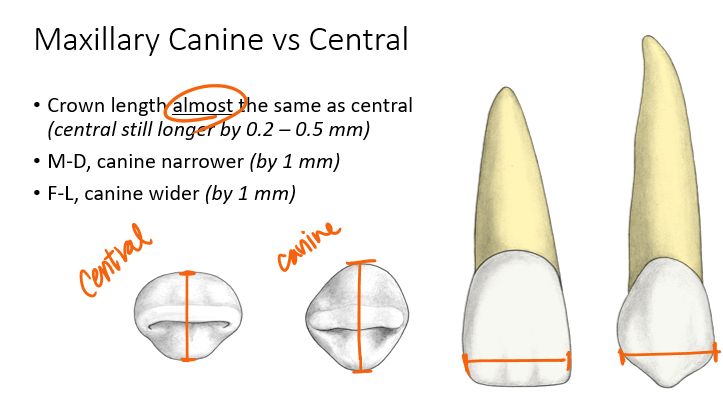 Maxillary Canine vs Central
• Crown length almost the same as central
(central still longer by 0.2 – 0.5 mm)
• M-D, canine narrower (by 1 mm)
• F-L, canine wider (by 1 mm)
Central
canine